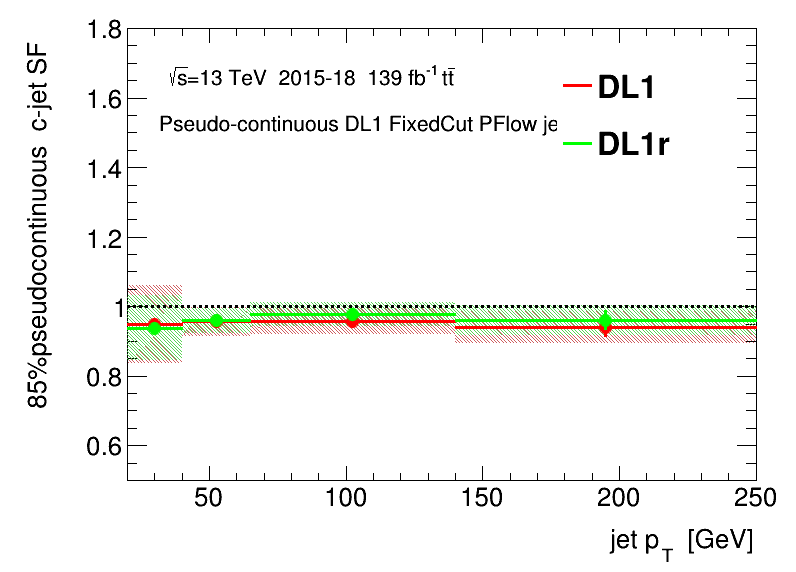 85%pseudocontinuous c-jet SF
1.8
1.6
1.4
1.2
1
0.8
0.6
√s=13 TeV 2015-18 139 fb⁻¹ tt̄
Pseudo-continuous DL1 FixedCut PFlow je
DL1
DL1r
50 100 150 200 250
jet p_T [GeV]